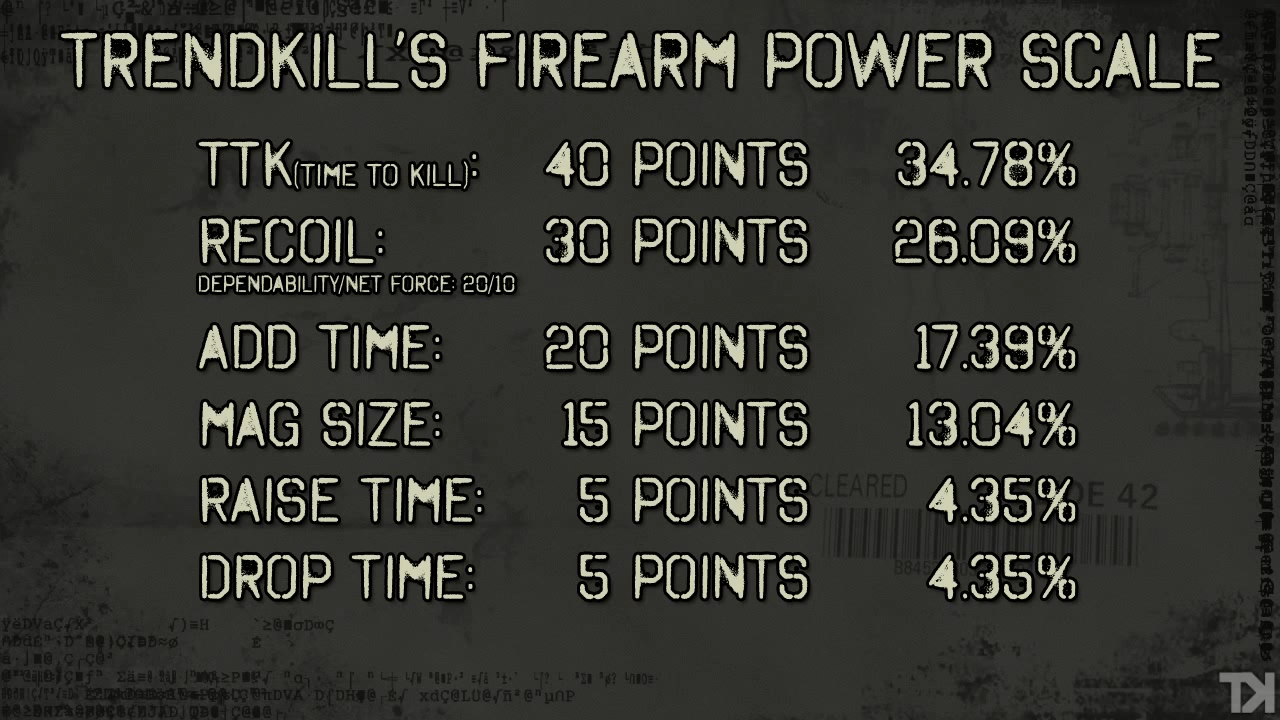 TRENDKILL'S FIREARM POWER SCALE
TTK(TIME TO KILL): 40 POINTS 34.78%
RECOIL: 30 POINTS 26.09%
DEPENDABILITY/NET FORCE: 20/10
ADD TIME: 20 POINTS 17.39%
MAG SIZE: 15 POINTS 13.04%
RAISE TIME: 5 POINTS 4.35%
CLEARED DE 42
DROP TIME: 5 POINTS 4.35%
TK